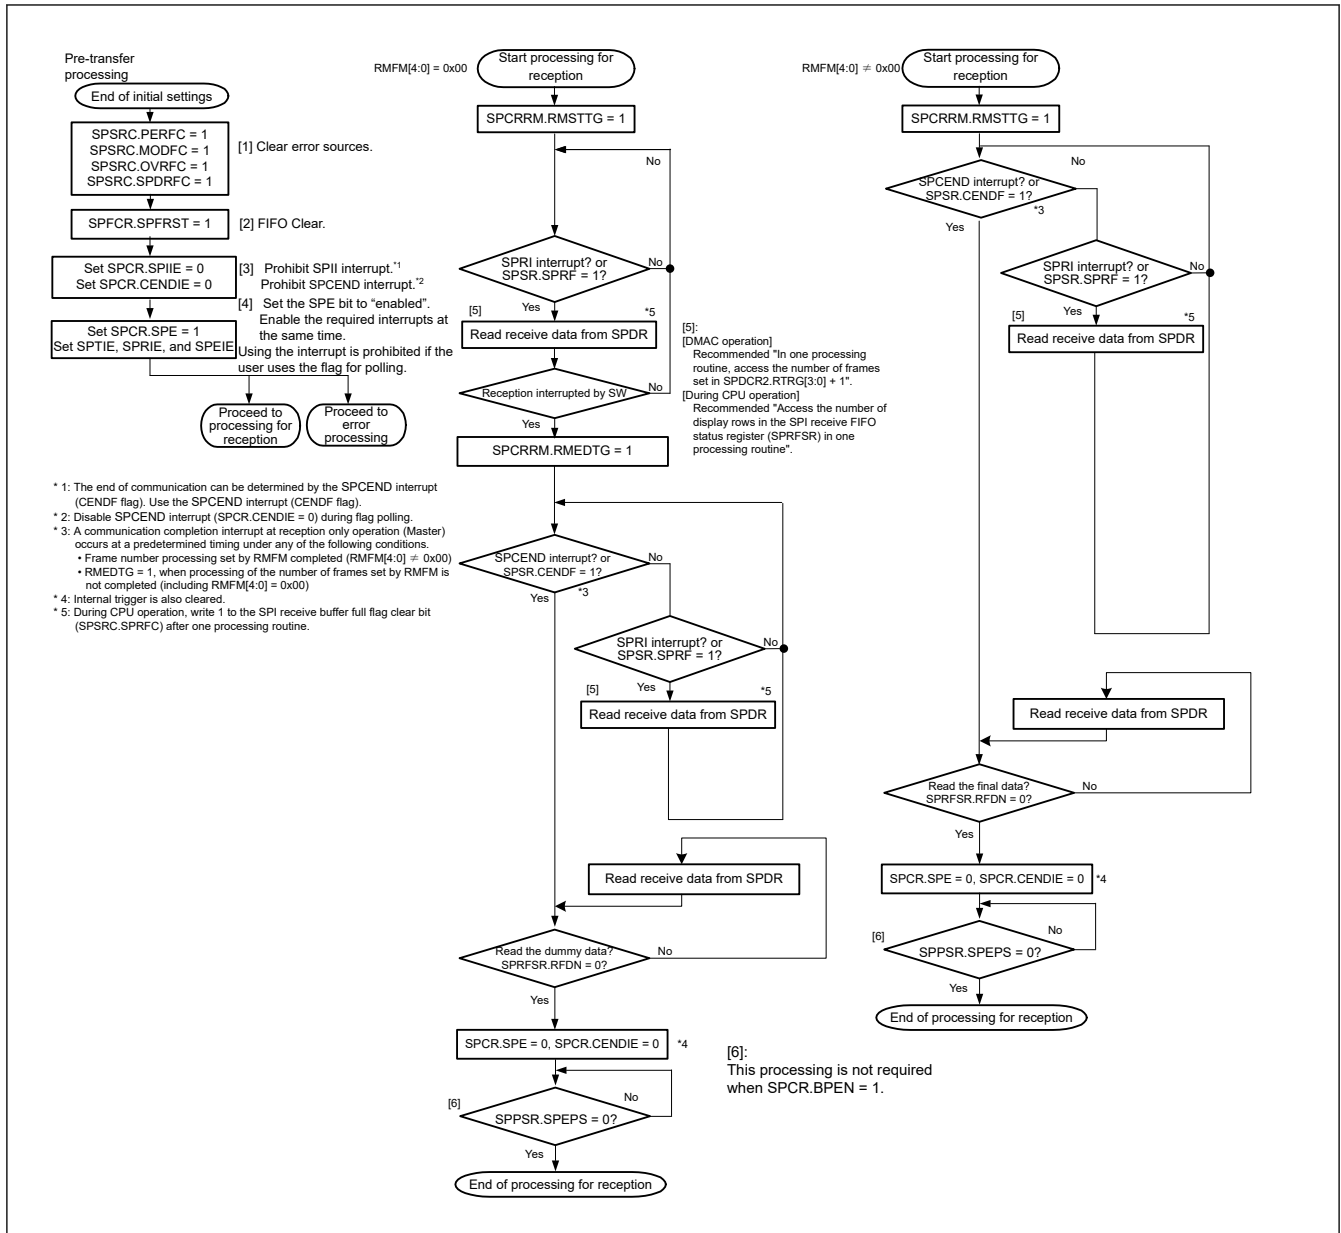 Pre-transfer
processing
End of initial settings
SPSRC.PERFC = 1
SPSRC.MODFC = 1
SPSRC.OVRFC = 1
SPSRC.SPDRFC = 1
[1] Clear error sources.
SPFCR.SPFRST = 1
[2] FIFO Clear.
Set SPCR.SPIIE = 0
Set SPCR.CENDIE = 0
[3] Prohibit SPII interrupt.*1
Prohibit SPCEND interrupt.*2
[4] Set the SPE bit to “enabled”.
Enable the required interrupts at
the same time.
Using the interrupt is prohibited if the
user uses the flag for polling.
Set SPCR.SPE = 1
Set SPTIE, SPRIE, and SPEIE
Proceed to
processing for
reception
Proceed to
error
processing
* 1: The end of communication can be determined by the SPCEND interrupt
(CENDF flag). Use the SPCEND interrupt (CENDF flag).
* 2: Disable SPCEND interrupt (SPCR.CENDIE = 0) during flag polling.
* 3: A communication completion interrupt at reception only operation (Master)
occurs at a predetermined timing under any of the following conditions.
• Frame number processing set by RMFM completed (RMFM[4:0] ≠ 0x00)
• RMEDTG = 1, when processing of the number of frames set by RMFM is
not completed (including RMFM[4:0] = 0x00)
* 4: Internal trigger is also cleared.
* 5: During CPU operation, write 1 to the SPI receive buffer full flag clear bit
(SPSRC.SPRFC) after one processing routine.
RMFM[4:0] = 0x00
Start processing for
reception
SPCRRM.RMSTTG = 1
No
SPRI interrupt? or
SPSR.SPRF = 1?
No
Yes
[5]
*5
Read receive data from SPDR
Reception interrupted by SW
No
Yes
SPCRRM.RMEDTG = 1
SPCEND interrupt? or
SPSR.CENDF = 1?
No
*3
Yes
SPRI interrupt? or
SPSR.SPRF = 1?
No
Yes
[5]
*5
Read receive data from SPDR
Read receive data from SPDR
Read the dummy data?
SPRFSR.RFDN = 0?
No
Yes
SPCR.SPE = 0, SPCR.CENDIE = 0
*4
No
[6]
SPPSR.SPEPS = 0?
Yes
End of processing for reception
[5]:
[DMAC operation]
Recommended "In one processing
routine, access the number of frames
set in SPDCR2.RTRG[3:0] + 1".
[During CPU operation]
Recommended "Access the number of
display rows in the SPI receive FIFO
status register (SPRFSR) in one
processing routine".
[6]:
This processing is not required
when SPCR.BPEN = 1.
RMFM[4:0] ≠ 0x00
Start processing for
reception
SPCRRM.RMSTTG = 1
No
SPCEND interrupt? or
SPSR.CENDF = 1?
*3
Yes
SPRI interrupt? or
SPSR.SPRF = 1?
No
Yes
[5]
*5
Read receive data from SPDR
Read receive data from SPDR
Read the final data?
SPRFSR.RFDN = 0?
No
Yes
SPCR.SPE = 0, SPCR.CENDIE = 0
*4
No
[6]
SPPSR.SPEPS = 0?
Yes
End of processing for reception